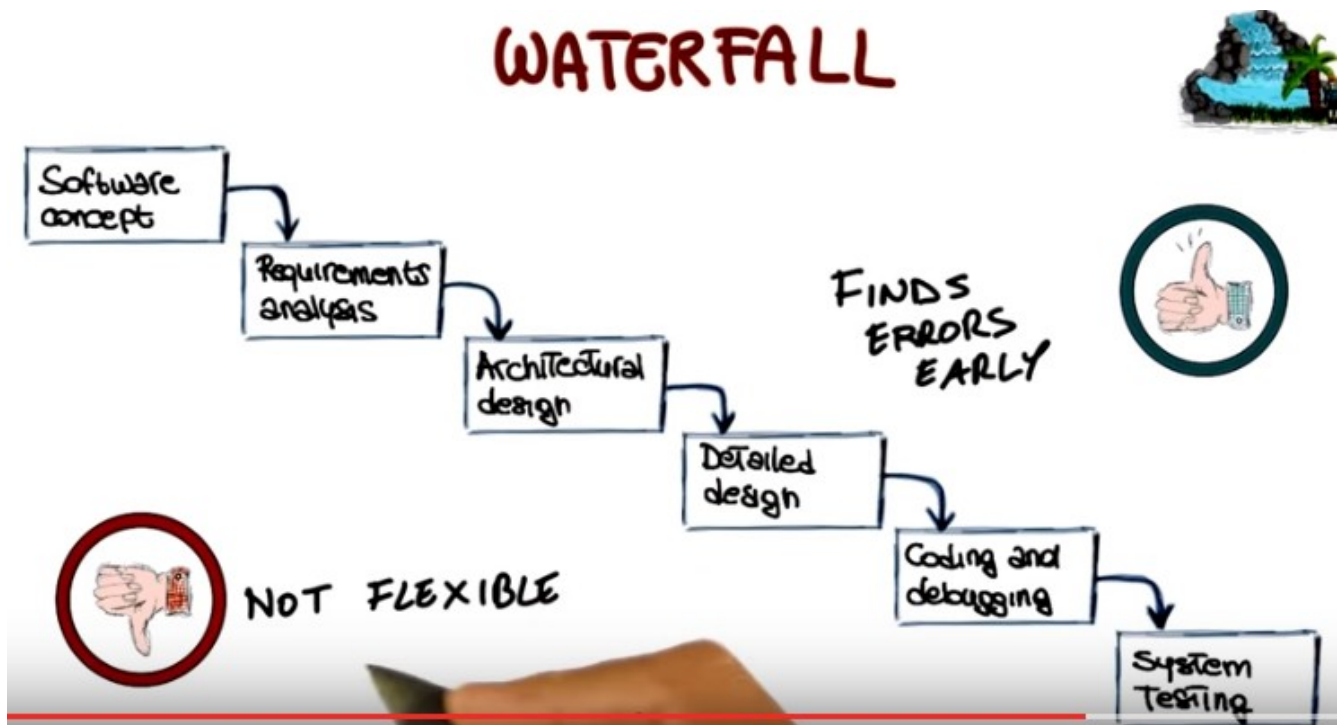 WATERFALL
Software
concept
Requirements
analysis
Architectural
design
Detailed
design
Coding and
debugging
System
Testing
FINDS
ERRORS
EARLY
NOT FLEXIBLE